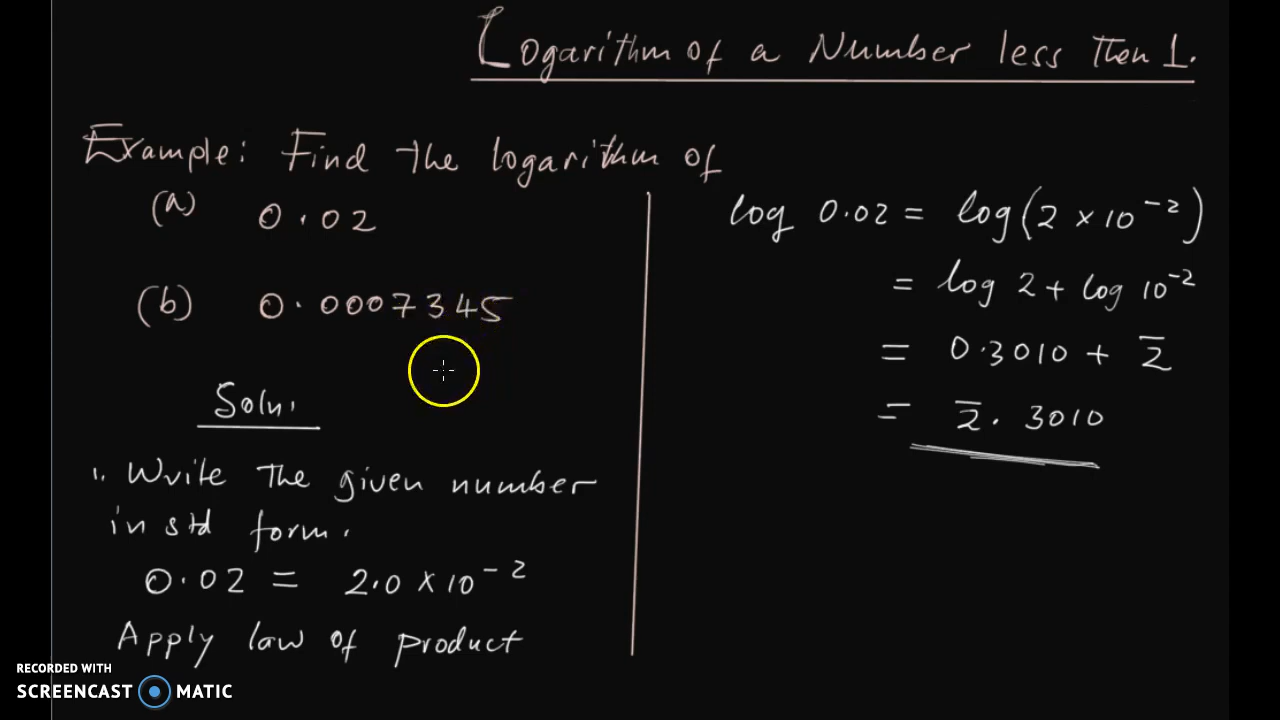 Logarithm of a Number less Then 1.
Example: Find The logarithm of
(a) 0.02
(b) 0.0007345
Soln.
1. Write The given number
in std form.
0.02 = 2.0 × 10⁻²
Apply law of product
log 0.02 = log(2 × 10⁻²)
= log 2 + log 10⁻²
= 0.3010 + 2̅
= 2̅. 3010
RECORDED WITH
SCREENCAST MATIC